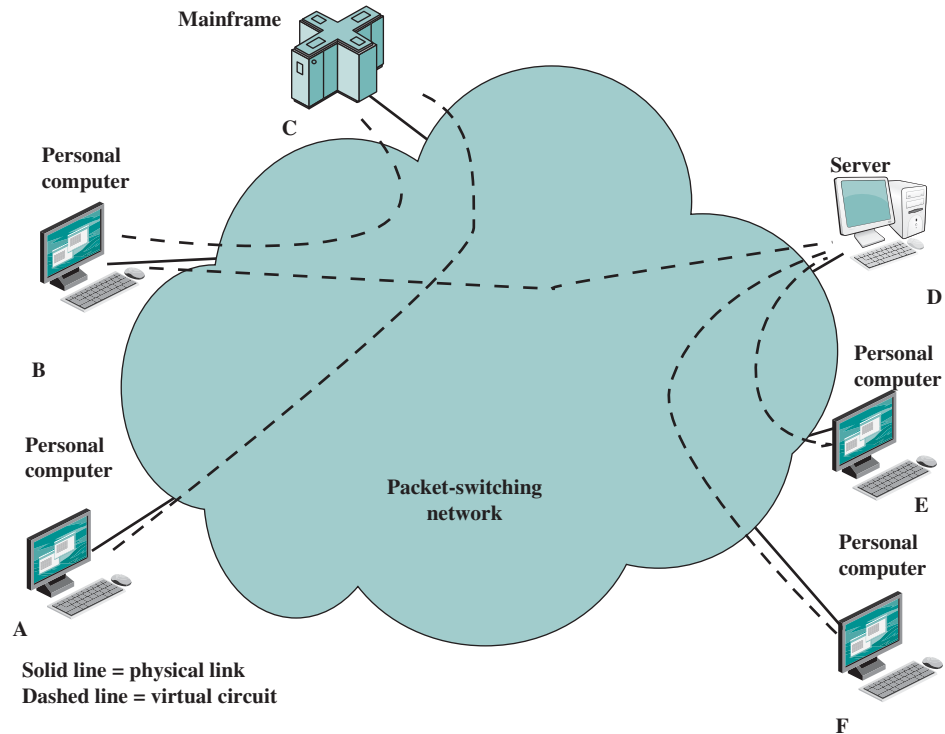 Mainframe
C
Personal
computer
Server
B
D
Personal
computer
Personal
computer
Packet-switching
network
E
Personal
computer
A
Solid line = physical link
Dashed line = virtual circuit
F